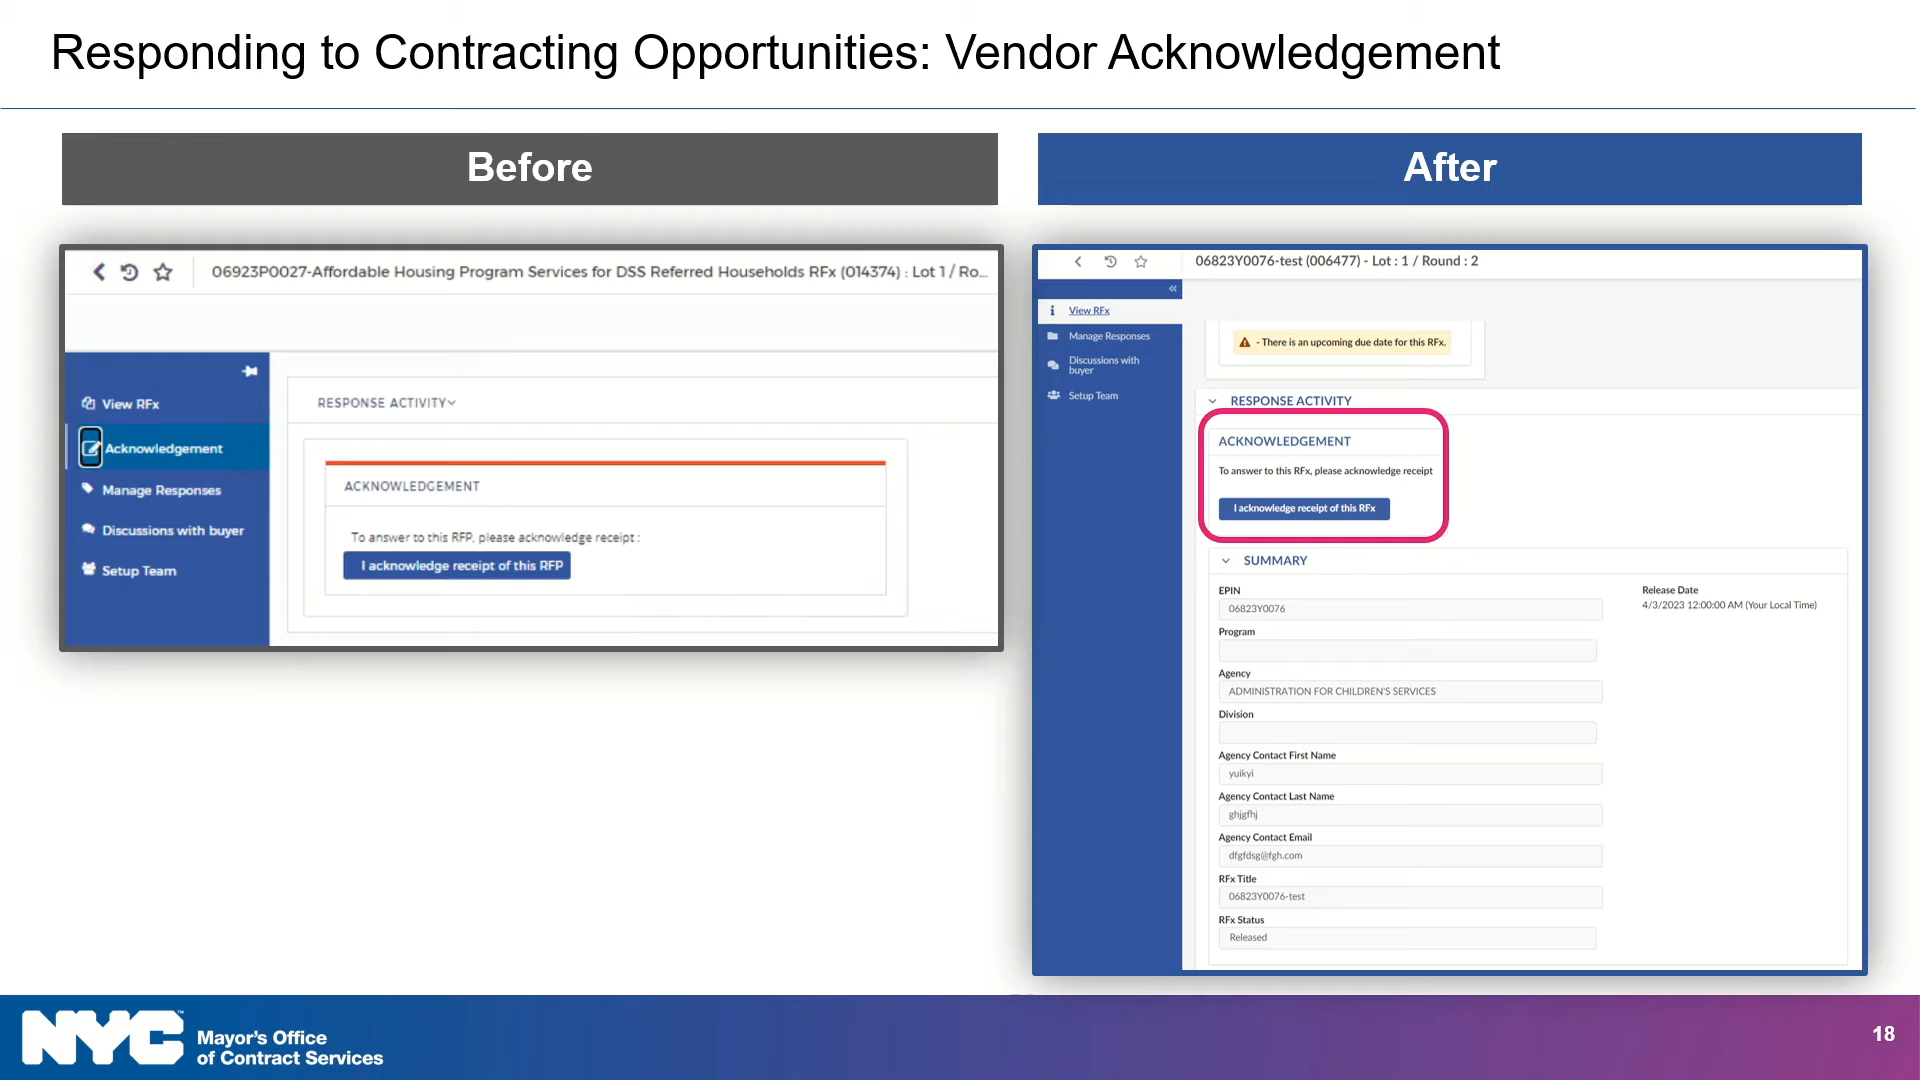 Responding to Contracting Opportunities: Vendor Acknowledgement
Before
06923P0027-Affordable Housing Program Services for DSS Referred Households RFx (014374) : Lot 1 / Ro...
View RFx
Acknowledgement
Manage Responses
Discussions with buyer
Setup Team
RESPONSE ACTIVITY
ACKNOWLEDGEMENT
To answer to this RFP, please acknowledge receipt :
I acknowledge receipt of this RFP
After
06823Y0076-test (006477) - Lot : 1 / Round : 2
View RFx
Manage Responses
Discussions with
buyer
Setup Team
- There is an upcoming due date for this RFx.
RESPONSE ACTIVITY
ACKNOWLEDGEMENT
To answer to this RFx, please acknowledge receipt
I acknowledge receipt of this RFx
SUMMARY
EPIN
06823Y0076
Release Date
4/3/2023 12:00:00 AM (Your Local Time)
Program
Agency
ADMINISTRATION FOR CHILDREN'S SERVICES
Division
Agency Contact First Name
yuikyi
Agency Contact Last Name
ghjgfhj
Agency Contact Email
dfgfdsg@fgh.com
RFx Title
06823Y0076-test
RFx Status
Released
NYC
Mayor's Office
of Contract Services
18